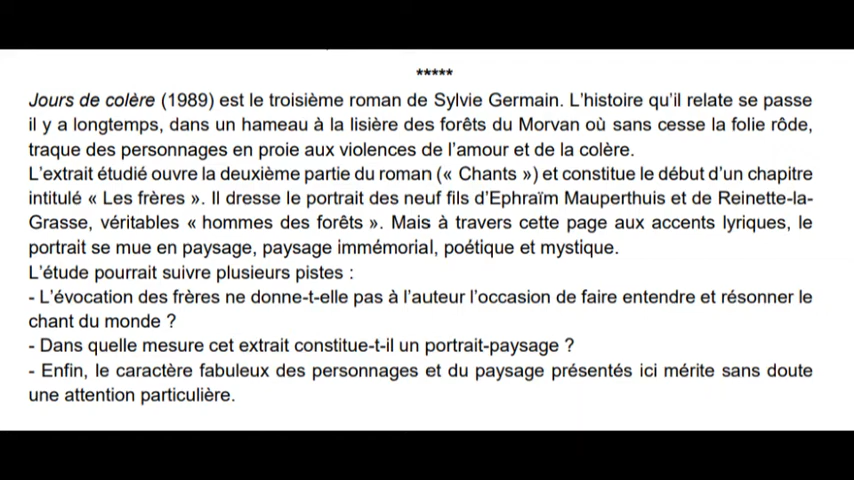 *****
Jours de colère (1989) est le troisième roman de Sylvie Germain. L'histoire qu'il relate se passe
il y a longtemps, dans un hameau à la lisière des forêts du Morvan où sans cesse la folie rôde,
traque des personnages en proie aux violences de l'amour et de la colère.
L'extrait étudié ouvre la deuxième partie du roman (« Chants ») et constitue le début d'un chapitre
intitulé « Les frères ». Il dresse le portrait des neuf fils d'Ephraïm Mauperthuis et de Reinette-la-
Grasse, véritables « hommes des forêts ». Mais à travers cette page aux accents lyriques, le
portrait se mue en paysage, paysage immémorial, poétique et mystique.
L'étude pourrait suivre plusieurs pistes :
- L'évocation des frères ne donne-t-elle pas à l'auteur l'occasion de faire entendre et résonner le
chant du monde ?
- Dans quelle mesure cet extrait constitue-t-il un portrait-paysage ?
- Enfin, le caractère fabuleux des personnages et du paysage présentés ici mérite sans doute
une attention particulière.